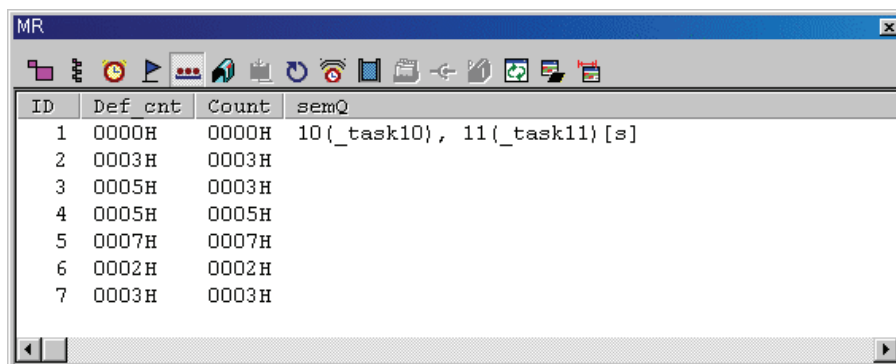 MR
ID Def_cnt Count semQ
1 0000H 0000H 10(_task10), 11(_task11)[s]
2 0003H 0003H
3 0005H 0003H
4 0005H 0005H
5 0007H 0007H
6 0002H 0002H
7 0003H 0003H